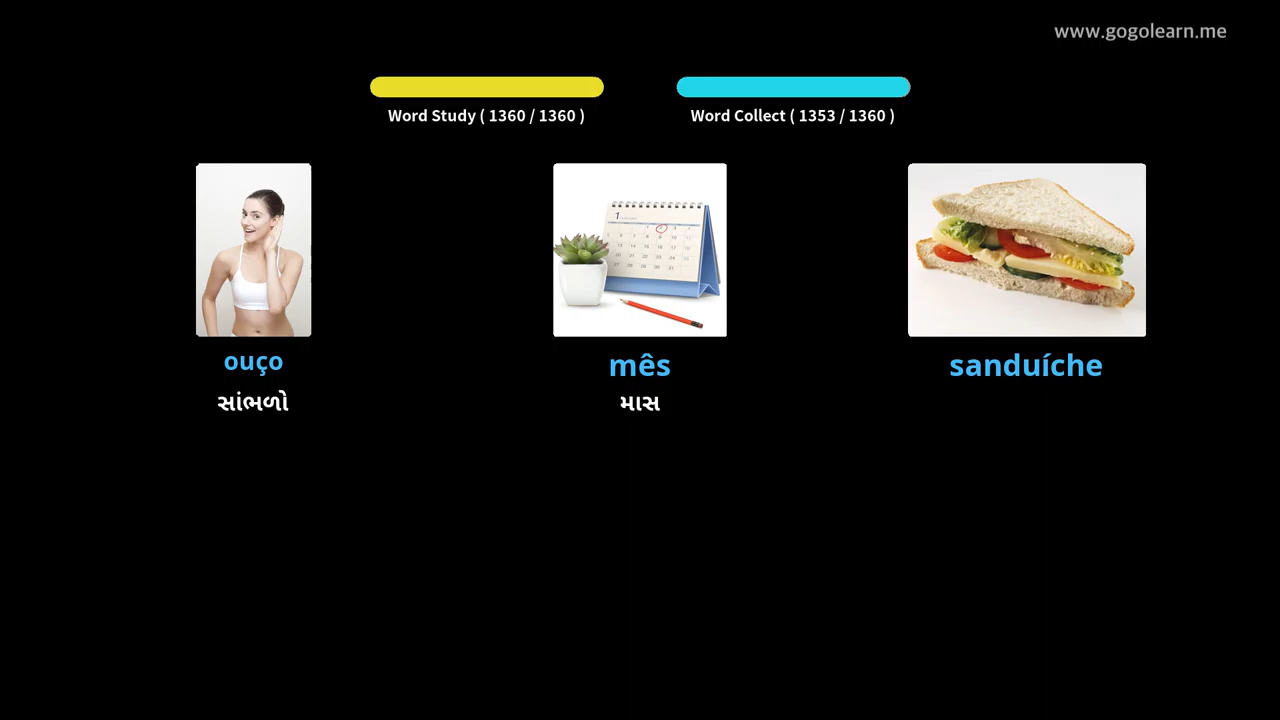 www.gogolearn.me
Word Study ( 1360 / 1360 )
Word Collect ( 1353 / 1360 )
ouço
mês
sanduíche
સાંભળો
માસ